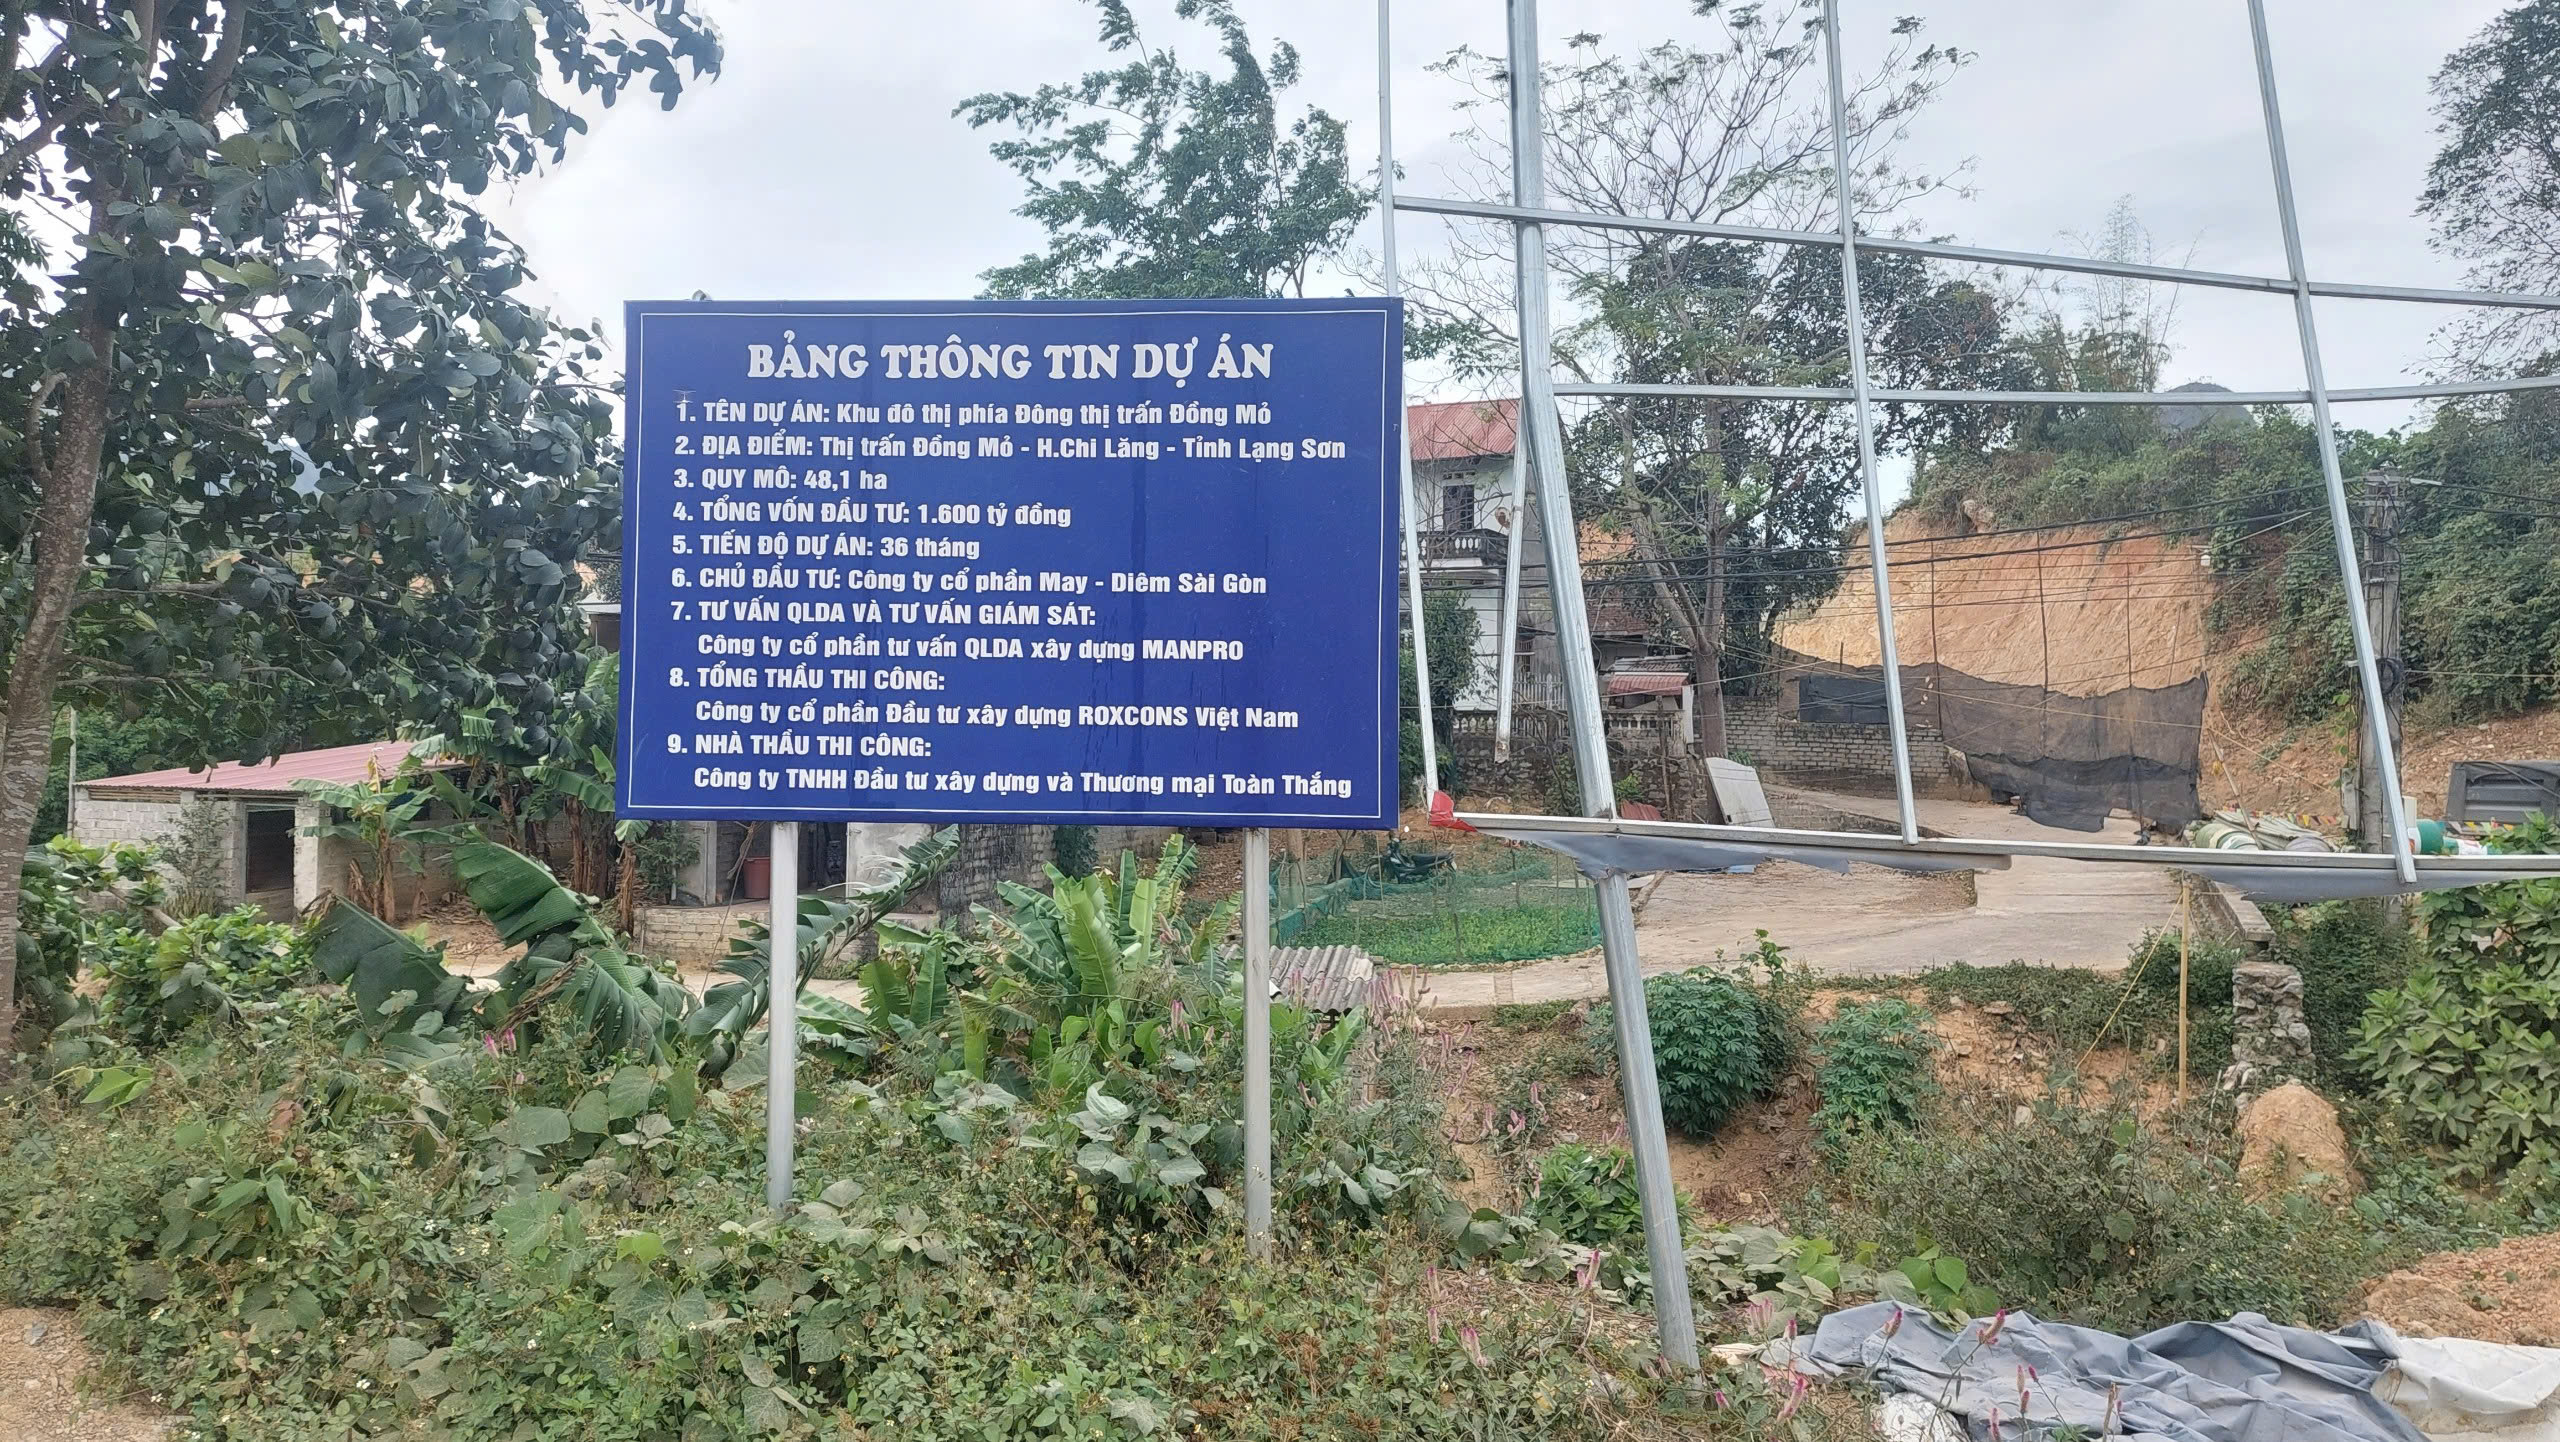 BẢNG THÔNG TIN DỰ ÁN
1. TÊN DỰ ÁN: Khu đô thị phía Đông thị trấn Đồng Mỏ
2. ĐỊA ĐIỂM: Thị trấn Đồng Mỏ - H.Chi Lăng - Tỉnh Lạng Sơn
3. QUY MÔ: 48,1 ha
4. TỔNG VỐN ĐẦU TƯ: 1.600 tỷ đồng
5. TIẾN ĐỘ DỰ ÁN: 36 tháng
6. CHỦ ĐẦU TƯ: Công ty cổ phần May - Diêm Sài Gòn
7. TƯ VẤN QLDA VÀ TƯ VẤN GIÁM SÁT:
Công ty cổ phần tư vấn QLDA xây dựng MANPRO
8. TỔNG THẦU THI CÔNG:
Công ty cổ phần Đầu tư xây dựng ROXCONS Việt Nam
9. NHÀ THẦU THI CÔNG:
Công ty TNHH Đầu tư xây dựng và Thương mại Toàn Thắng